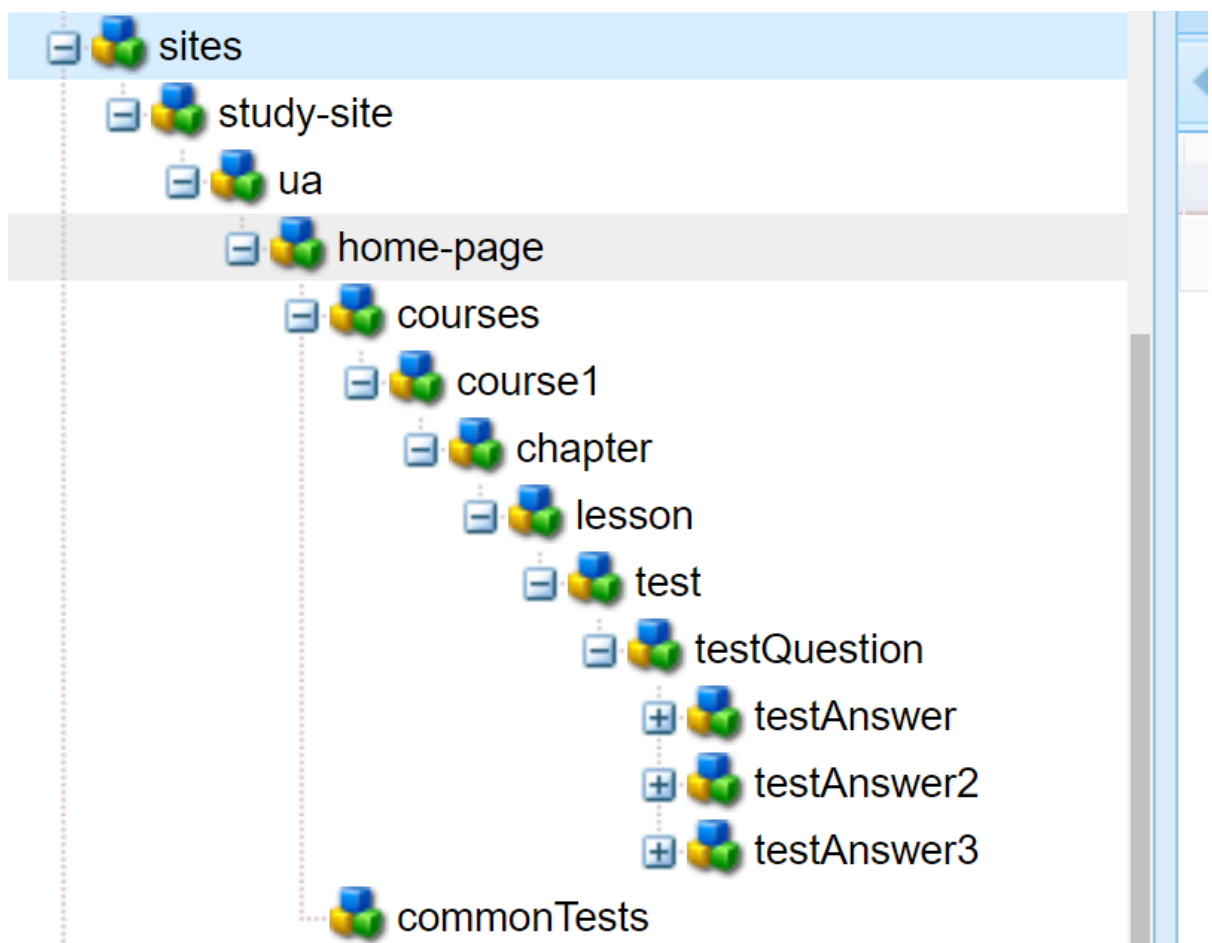 sites
study-site
ua
home-page
courses
course1
chapter
lesson
test
testQuestion
testAnswer
testAnswer2
testAnswer3
commonTests